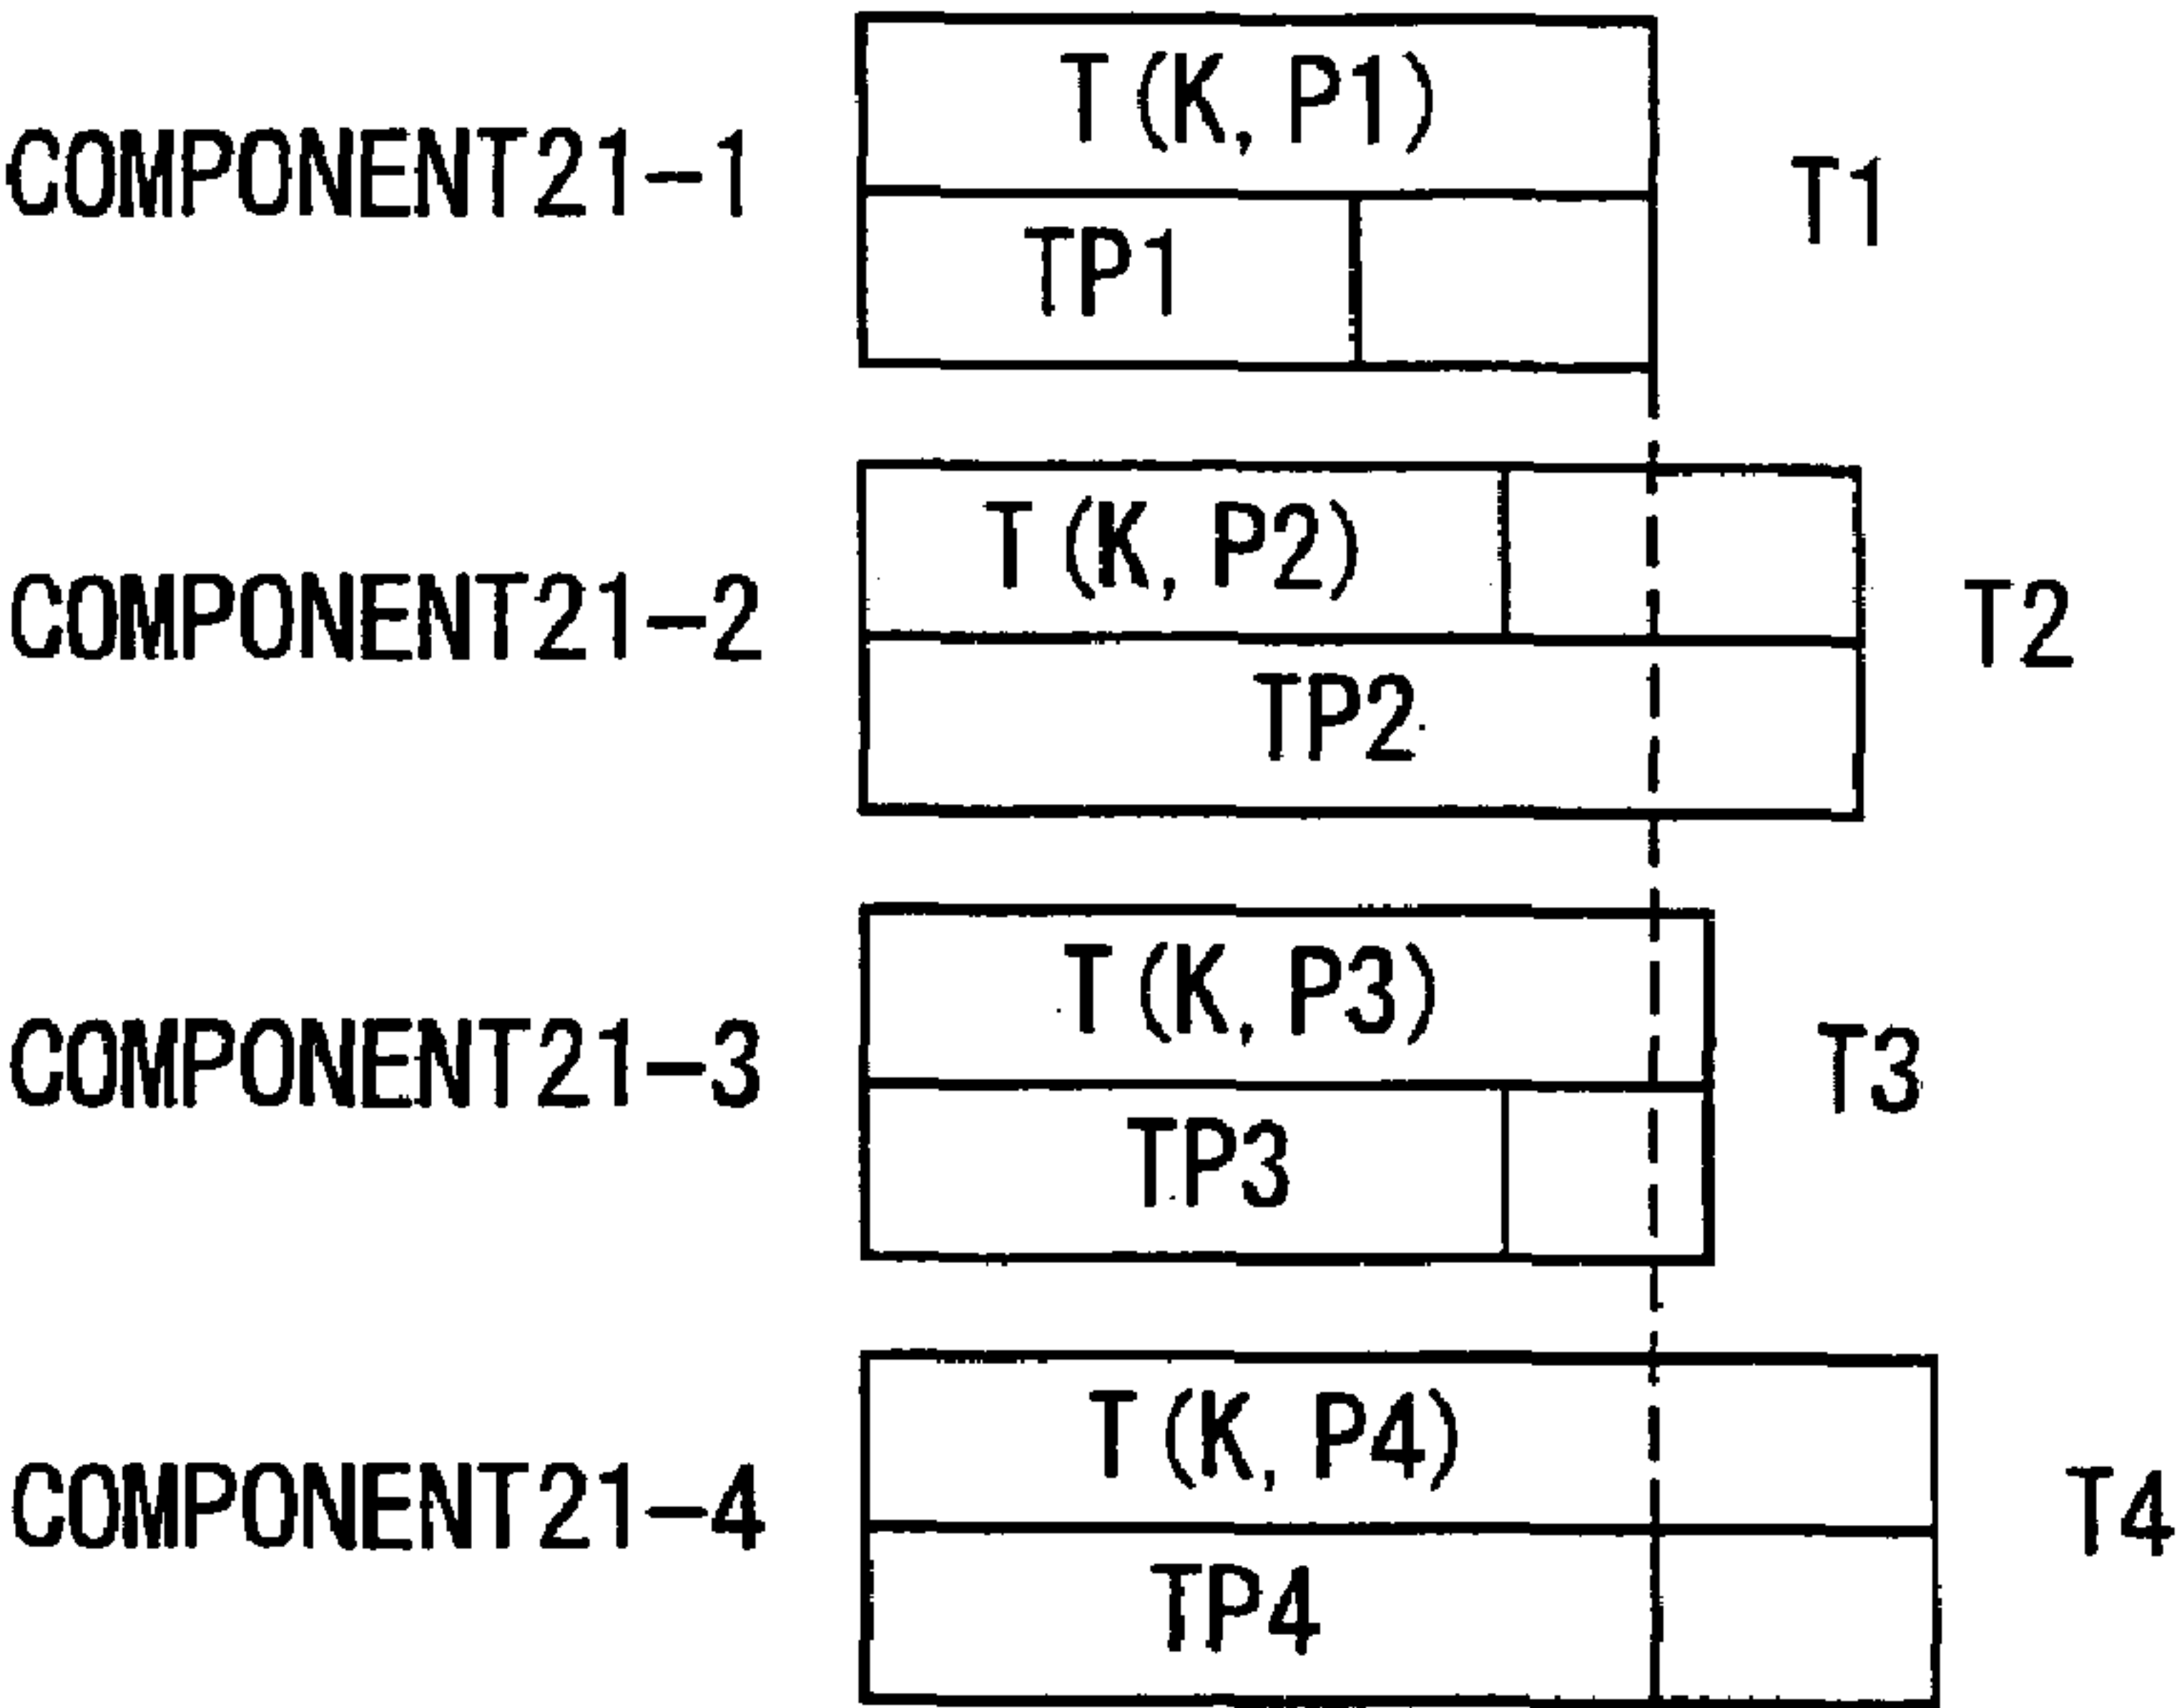 COMPONENT21-1
T(K, P1)
TP1
T1
COMPONENT21-2
T(K, P2)
TP2
T2
COMPONENT21-3
T(K, P3)
TP3
T3
COMPONENT21-4
T(K, P4)
TP4
T4